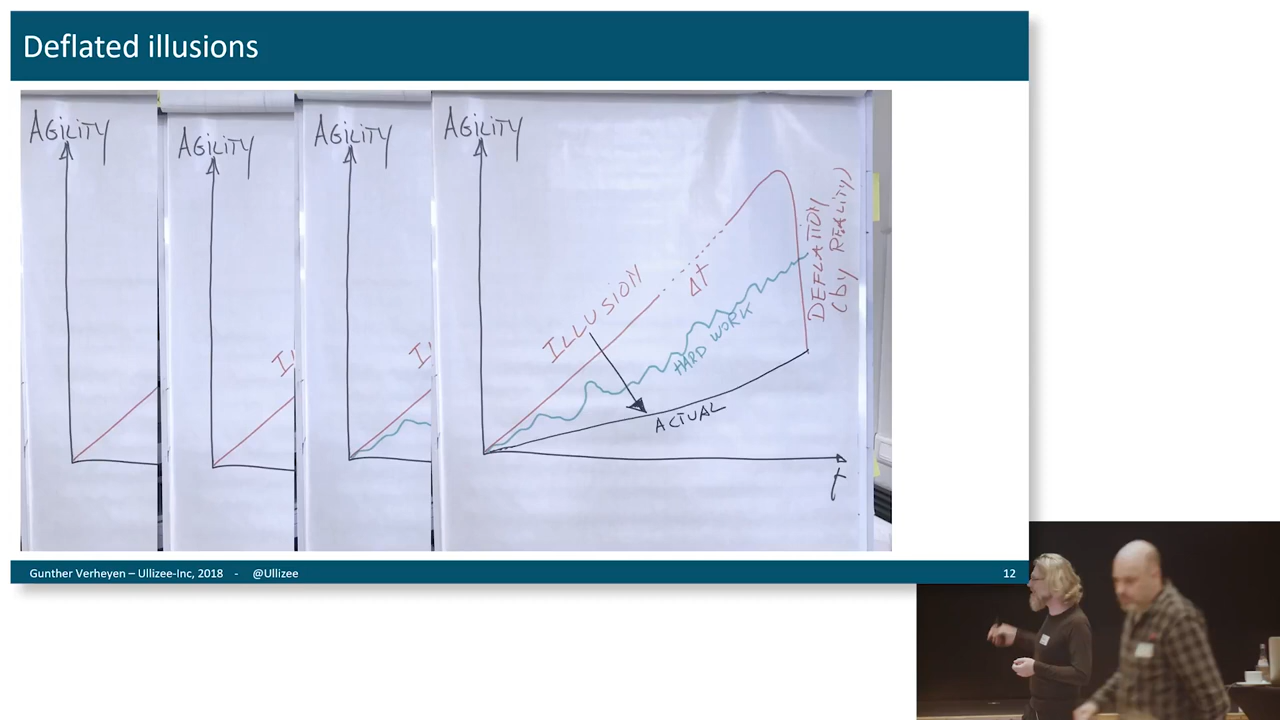 Deflated illusions
AGiLiTY
AGiLiTY
AGiLiTY
AGiLiTY
I
I
ILLUSION
Δt
HARD WORK
ACTUAL
DEFLATION
(by REALiTY)
t
Gunther Verheyen – Ullizee-Inc, 2018 - @Ullizee
12